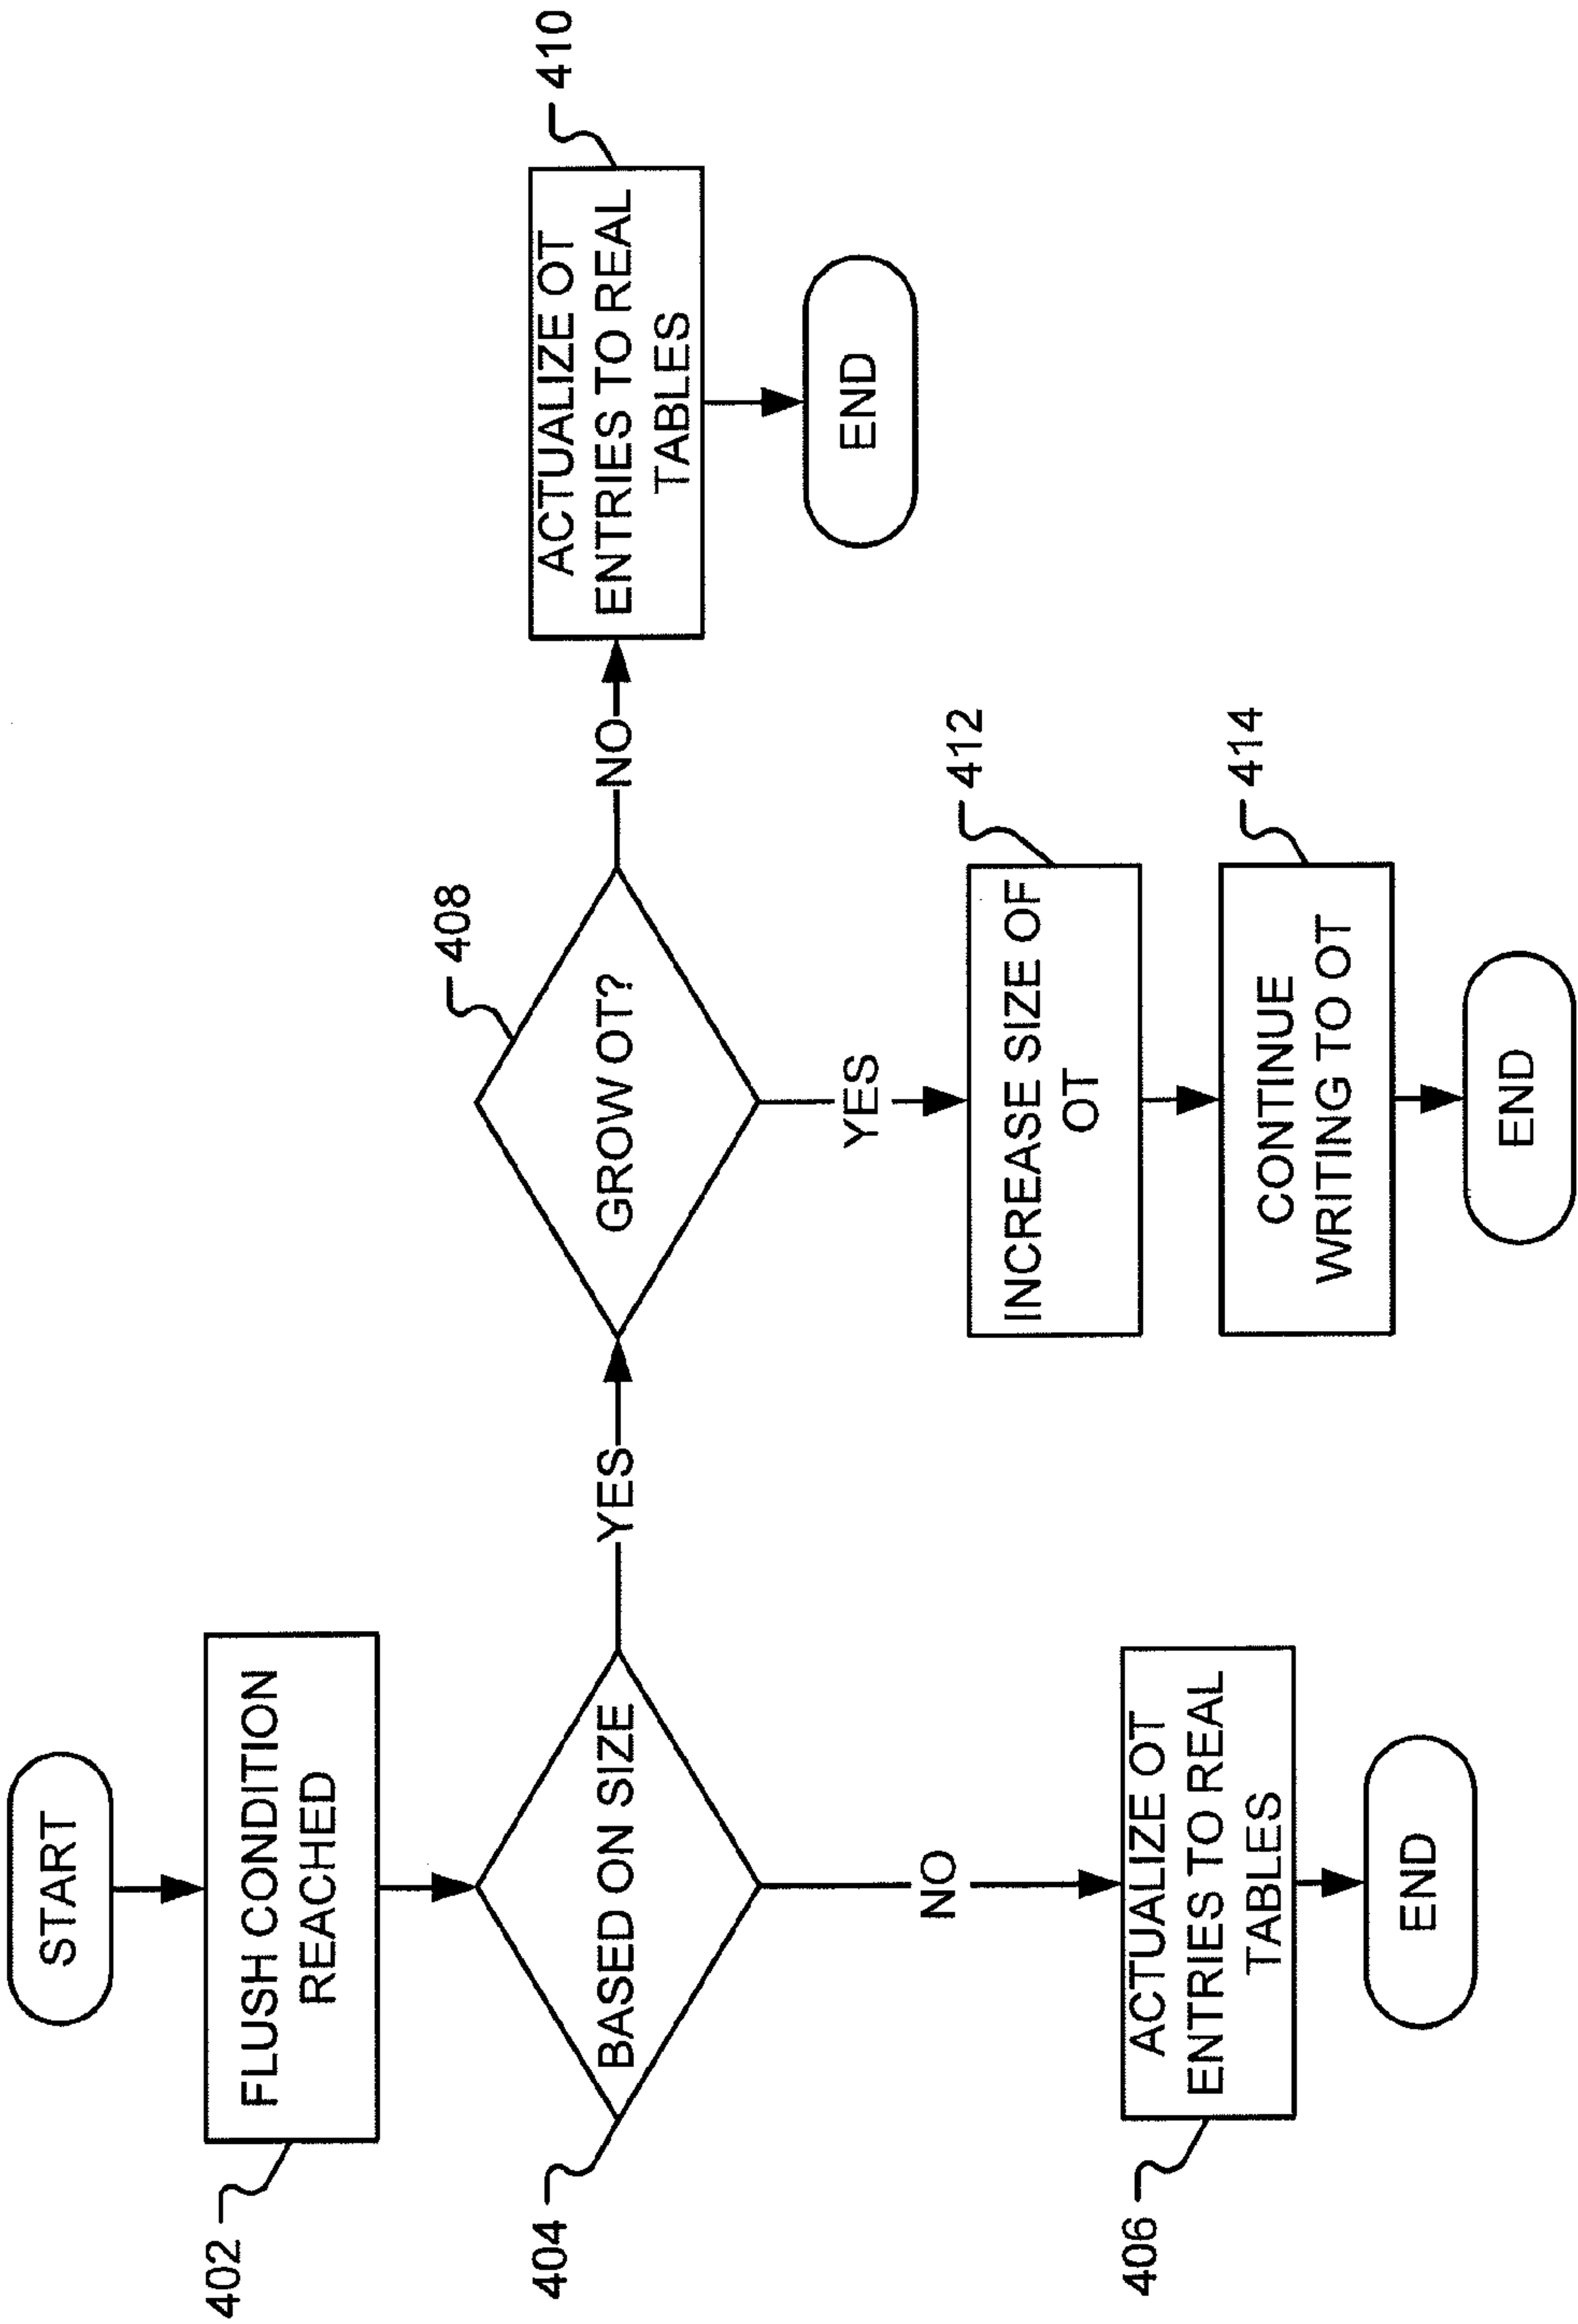 START
402
FLUSH CONDITION
REACHED
404
BASED ON SIZE
YES
408
GROW OT?
NO
410
ACTUALIZE OT
ENTRIES TO REAL
TABLES
END
NO
406
ACTUALIZE OT
ENTRIES TO REAL
TABLES
END
YES
412
INCREASE SIZE OF
OT
414
CONTINUE
WRITING TO OT
END